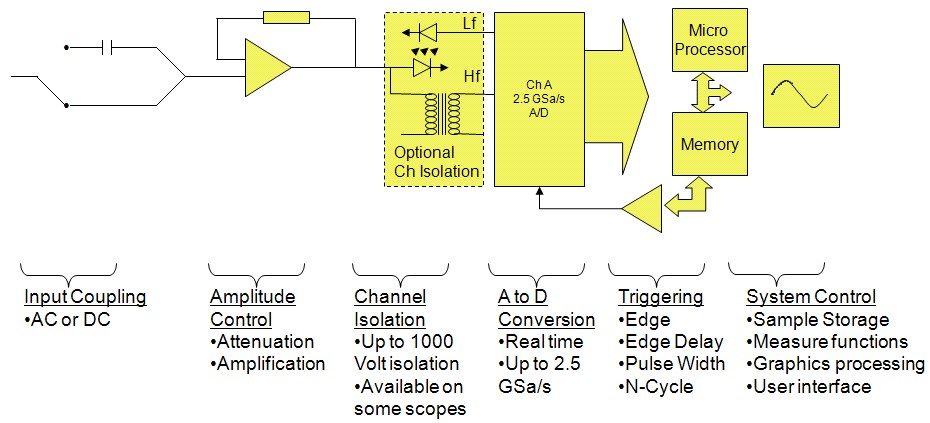 Lf
Hf
Optional
Ch Isolation
Ch A
2.5 GSa/s
A/D
Micro
Processor
Memory
Input Coupling
•AC or DC
Amplitude
Control
•Attenuation
•Amplification
Channel
Isolation
•Up to 1000
Volt isolation
•Available on
some scopes
A to D
Conversion
•Real time
•Up to 2.5
GSa/s
Triggering
•Edge
•Edge Delay
•Pulse Width
•N-Cycle
System Control
•Sample Storage
•Measure functions
•Graphics processing
•User interface